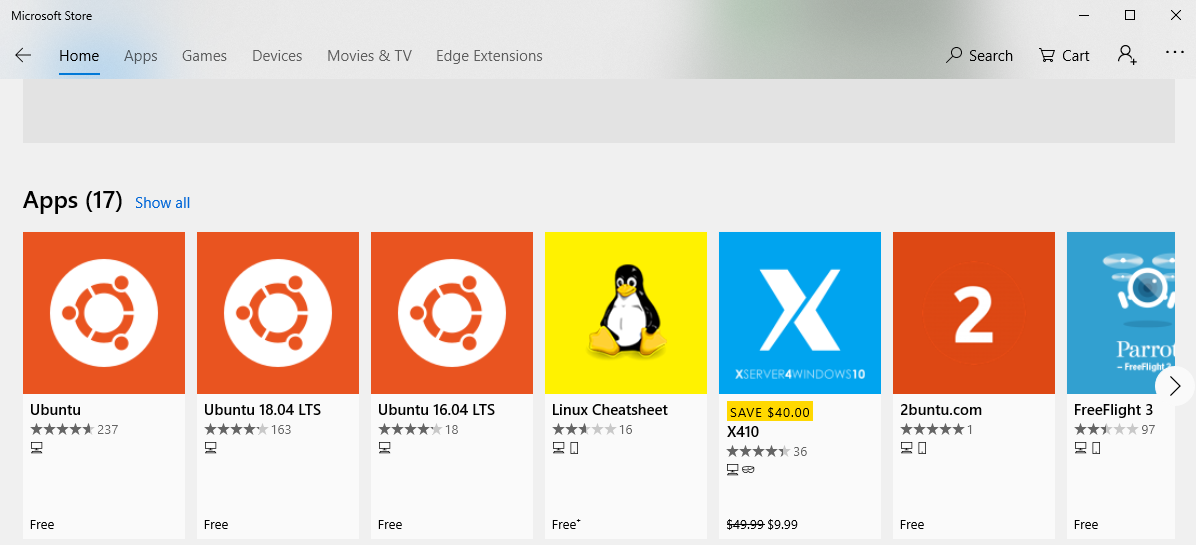 Microsoft Store
Home Apps Games Devices Movies & TV Edge Extensions Search Cart
Apps (17) Show all
2
XSERVER4WINDOWS10
Parrot
– FreeFlight 3
Ubuntu
237
Free
Ubuntu 18.04 LTS
163
Free
Ubuntu 16.04 LTS
18
Free
Linux Cheatsheet
16
Free+
SAVE $40.00
X410
36
$49.99 $9.99
2buntu.com
1
Free
FreeFlight 3
97
Free